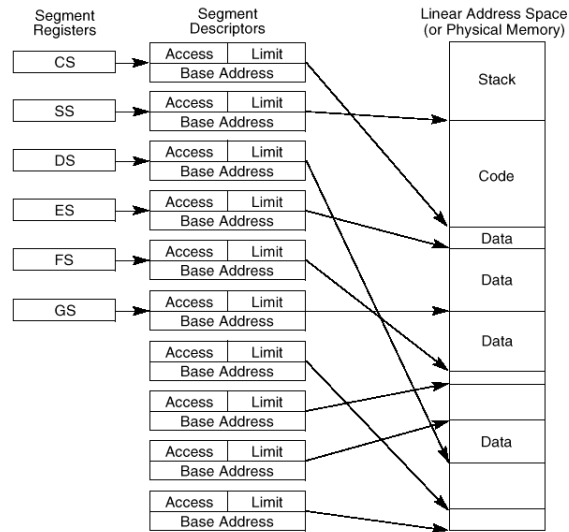 Segment
Registers
Segment
Descriptors
Linear Address Space
(or Physical Memory)
CS
Access Limit
Base Address
Stack
SS
Access Limit
Base Address
DS
Access Limit
Base Address
Code
ES
Access Limit
Base Address
Data
FS
Access Limit
Base Address
Data
GS
Access Limit
Base Address
Data
Access Limit
Base Address
Access Limit
Base Address
Access Limit
Base Address
Data
Access Limit
Base Address